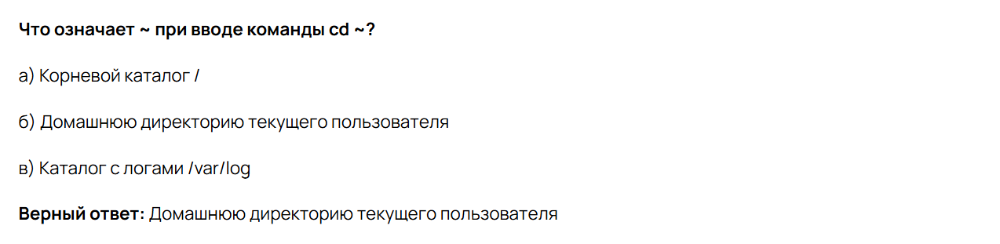 Что означает ~ при вводе команды cd ~?
а) Корневой каталог /
б) Домашнюю директорию текущего пользователя
в) Каталог с логами /var/log
Верный ответ: Домашнюю директорию текущего пользователя